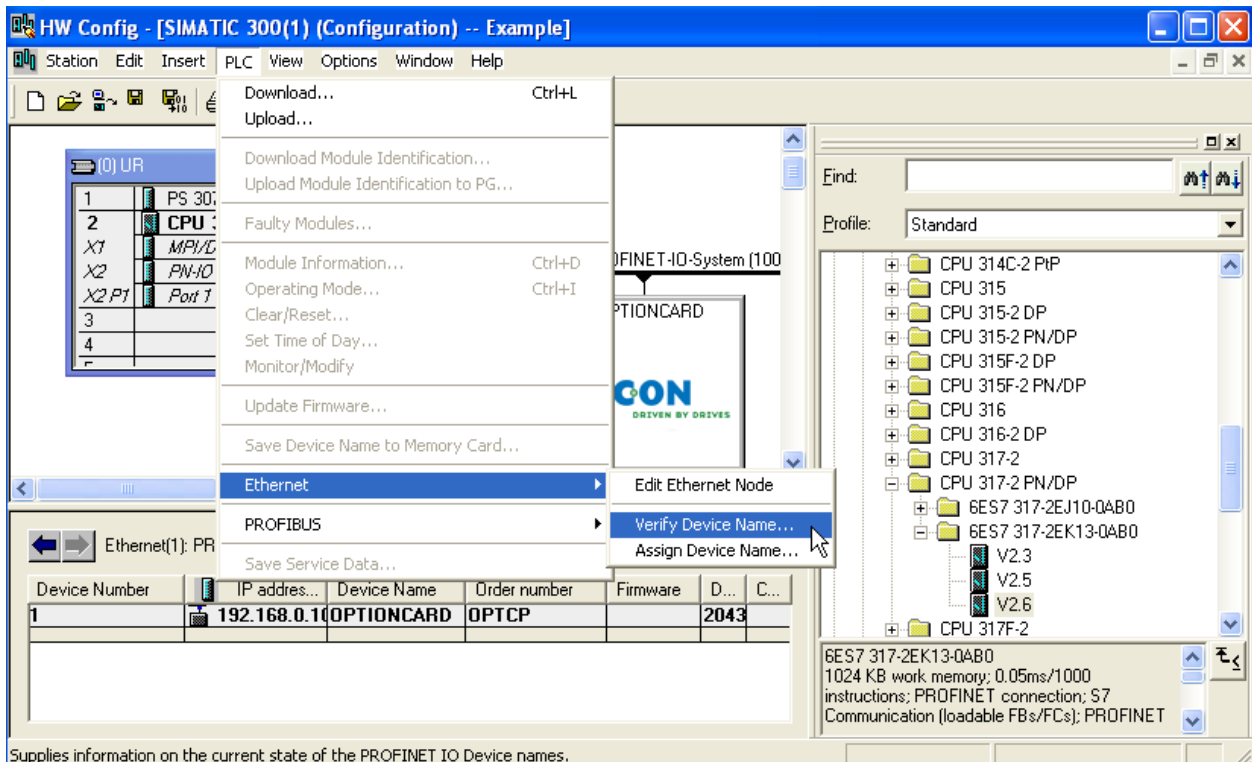 HW Config - [SIMATIC 300(1) (Configuration) -- Example]
Station Edit Insert PLC View Options Window Help
Download... Ctrl+L
Upload...
Download Module Identification...
Upload Module Identification to PG...
Faulty Modules...
Module Information... Ctrl+D
Operating Mode... Ctrl+I
Clear/Reset...
Set Time of Day...
Monitor/Modify
Update Firmware...
Save Device Name to Memory Card...
Ethernet
PROFIBUS
Save Service Data...
Edit Ethernet Node
Verify Device Name...
Assign Device Name...
(0) UR
1 PS 307
2 CPU 3
X1 MPI/D
X2 PN-IO
X2 P1 Port 1
3
4
5
OFINET-IO-System (100
PTIONCARD
CON
DRIVEN BY DRIVES
Find:
Profile: Standard
CPU 314C-2 PtP
CPU 315
CPU 315-2 DP
CPU 315-2 PN/DP
CPU 315F-2 DP
CPU 315F-2 PN/DP
CPU 316
CPU 316-2 DP
CPU 317-2
CPU 317-2 PN/DP
6ES7 317-2EJ10-0AB0
6ES7 317-2EK13-0AB0
V2.3
V2.5
V2.6
CPU 317F-2
6ES7 317-2EK13-0AB0
1024 KB work memory; 0.05ms/1000
instructions; PROFINET connection; S7
Communication (loadable FBs/FCs); PROFINET
Ethernet(1): PR
Device Number IP addres... Device Name Order number Firmware D... C...
1 192.168.0.10 OPTIONCARD OPTCP 2043
Supplies information on the current state of the PROFINET IO Device names.